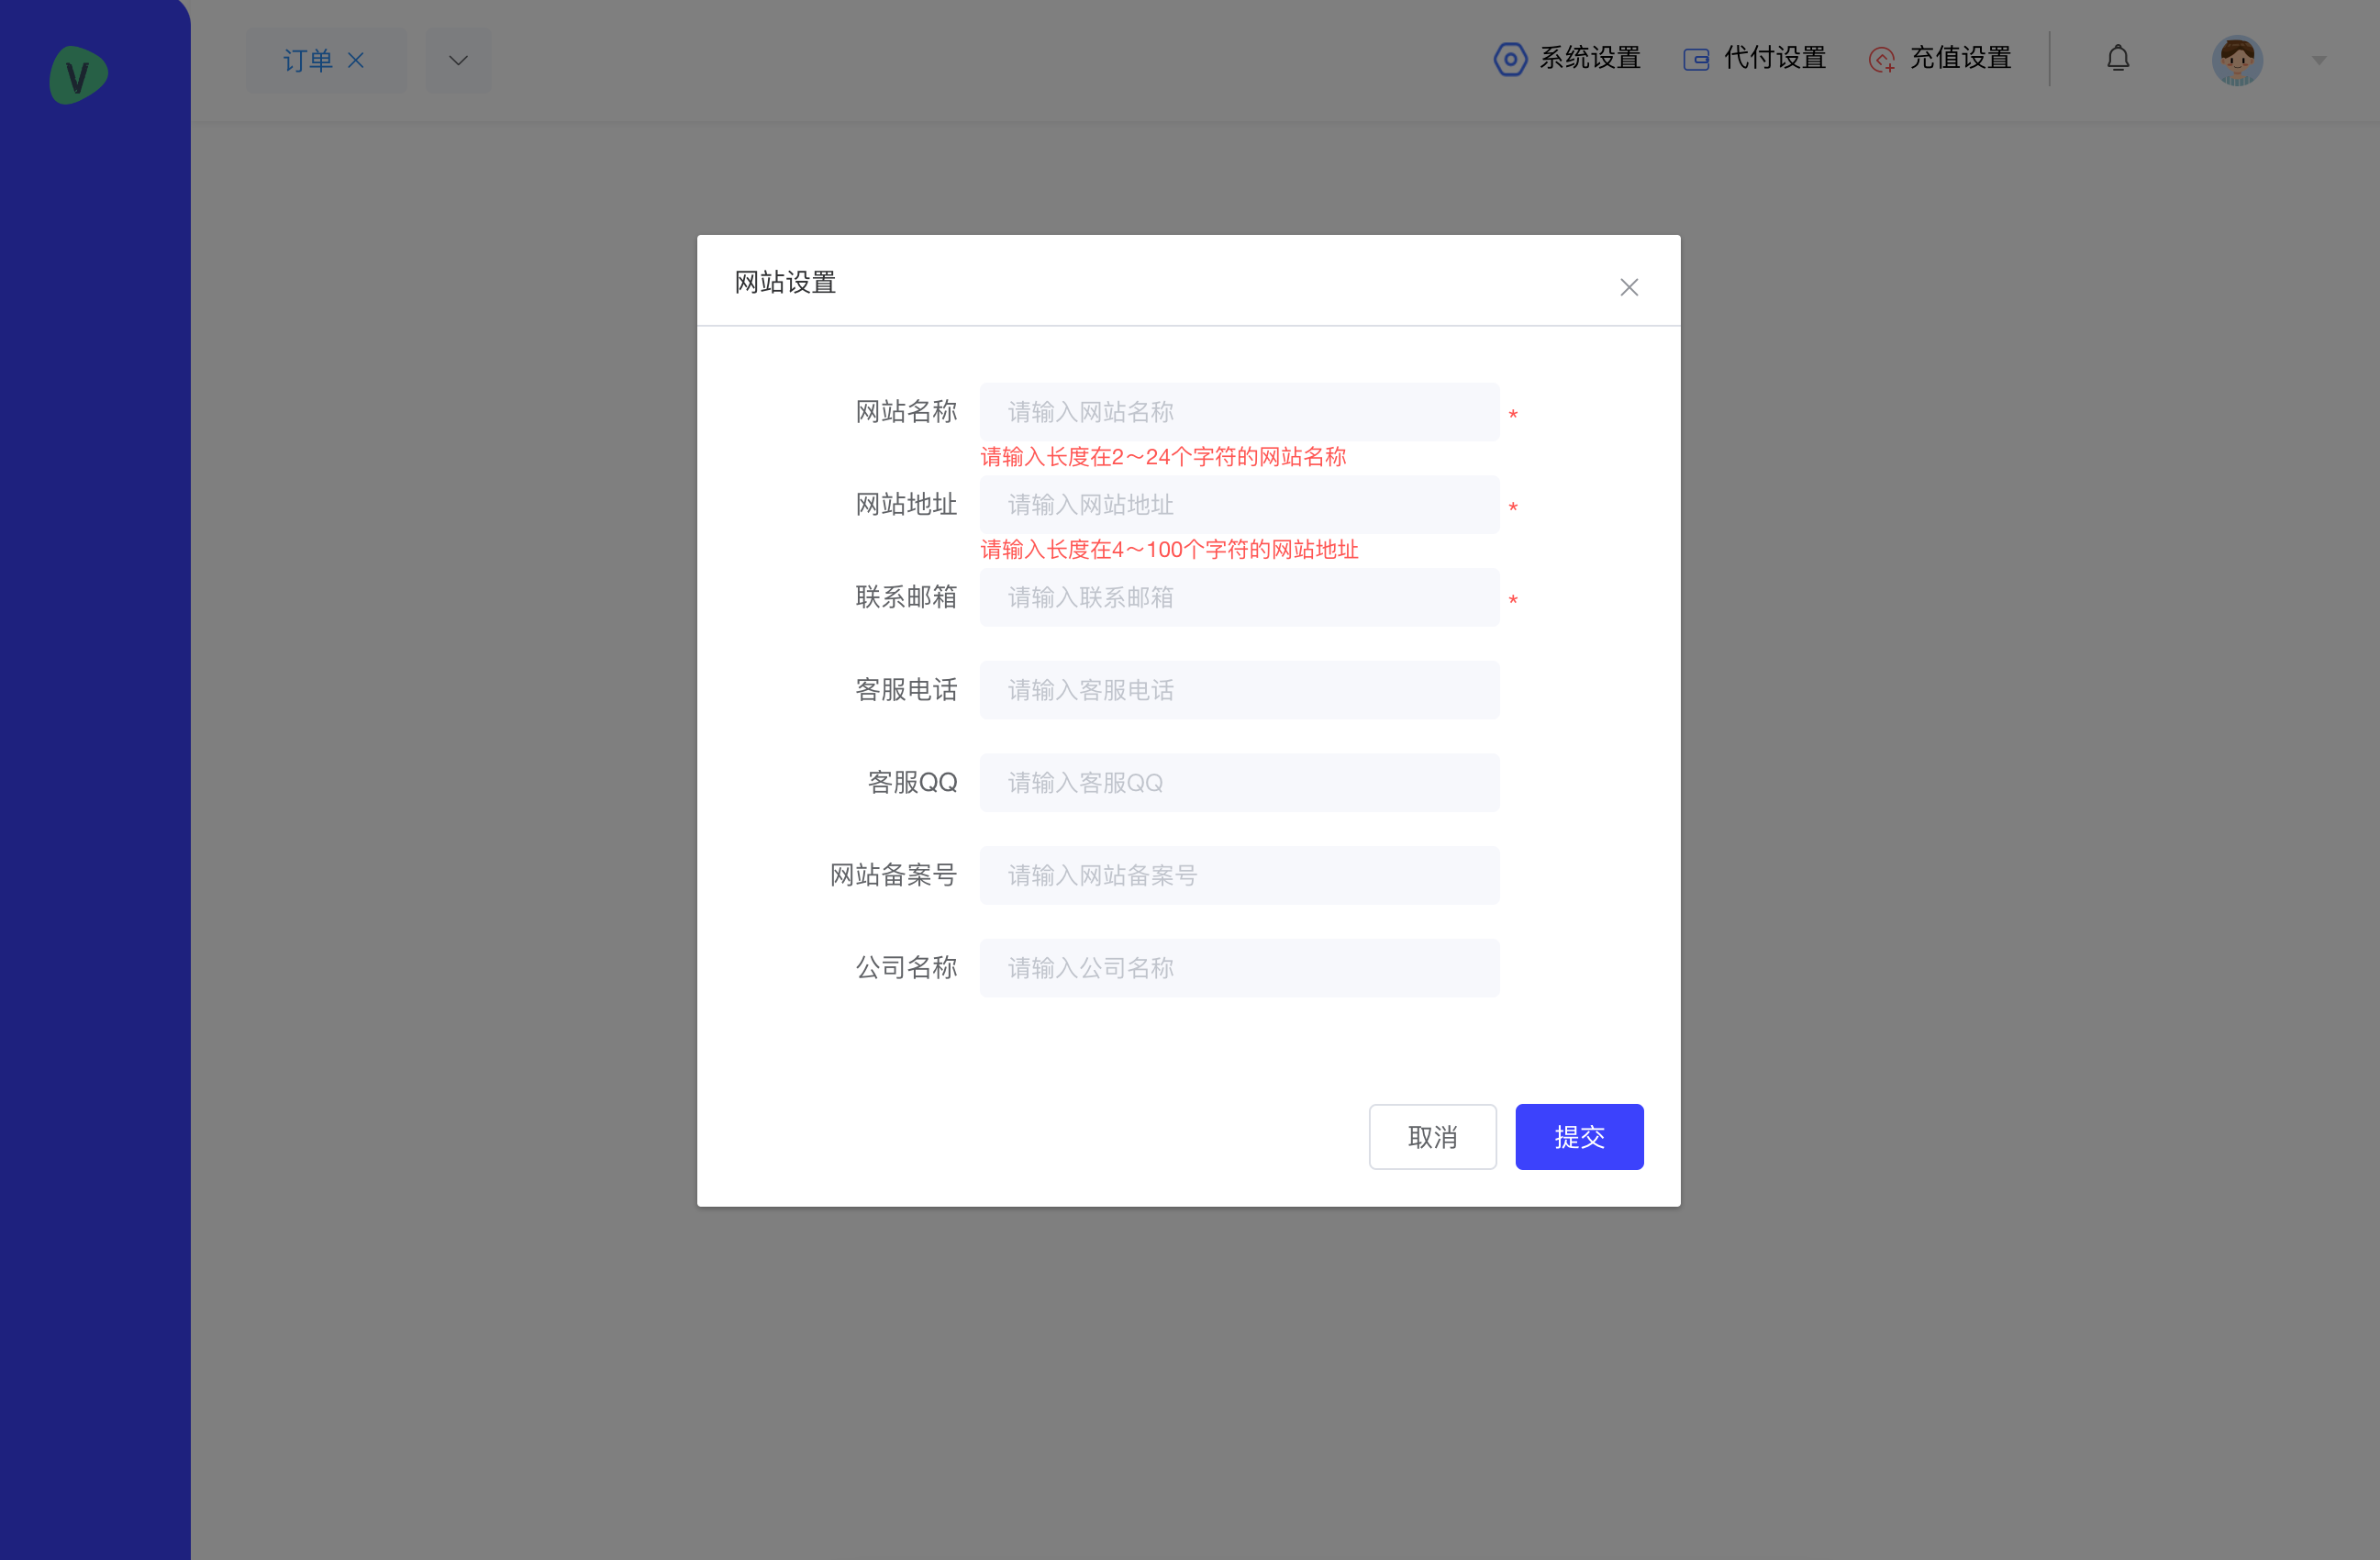 V
订单
系统设置
代付设置
充值设置
网站设置
网站名称
请输入网站名称
*
请输入长度在2～24个字符的网站名称
网站地址
请输入网站地址
*
请输入长度在4～100个字符的网站地址
联系邮箱
请输入联系邮箱
*
客服电话
请输入客服电话
客服QQ
请输入客服QQ
网站备案号
请输入网站备案号
公司名称
请输入公司名称
取消
提交